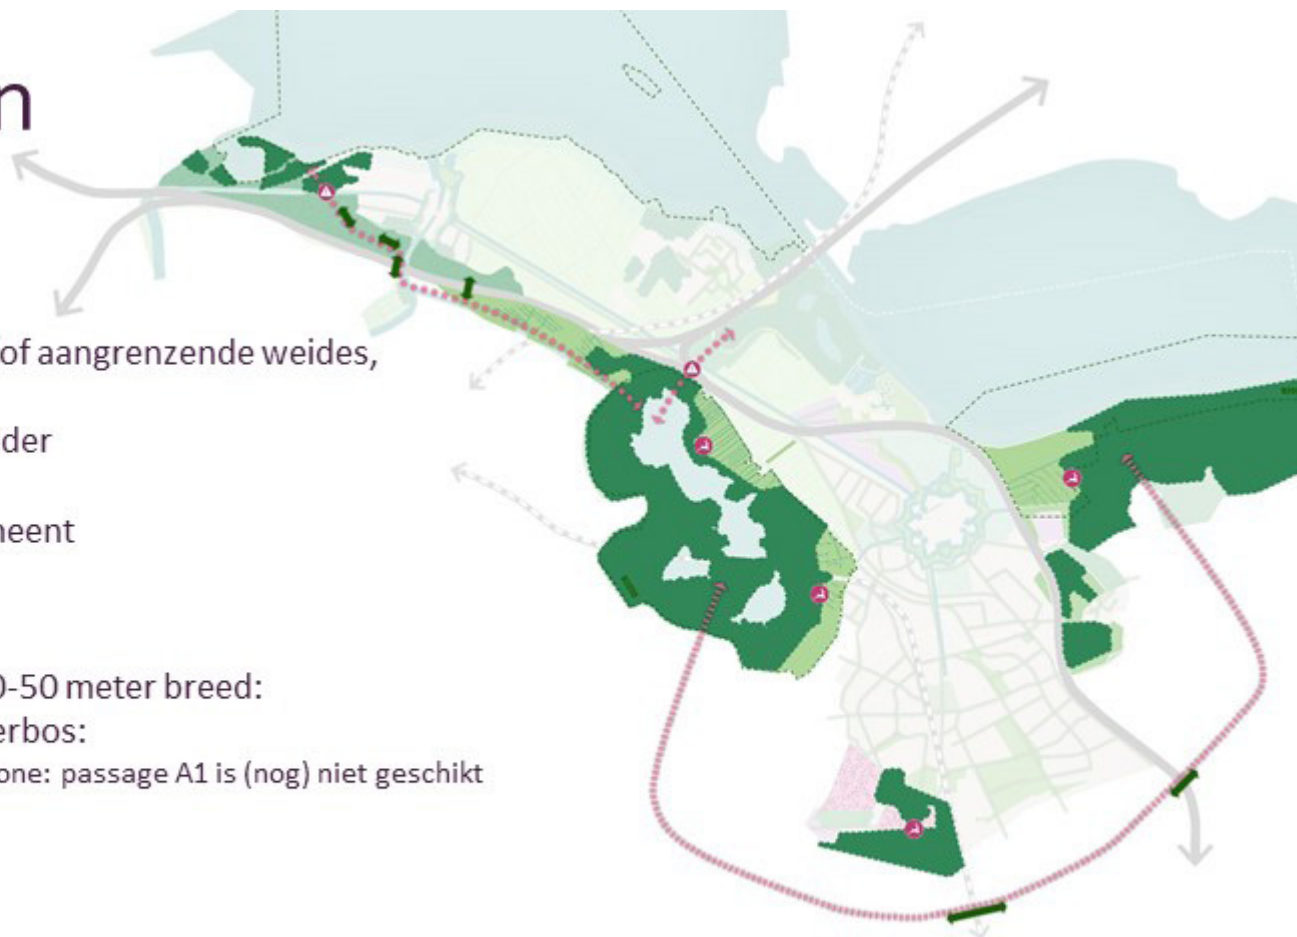 n
of aangrenzende weides,
der
neent
0-50 meter breed:
erbos:
one: passage A1 is (nog) niet geschikt